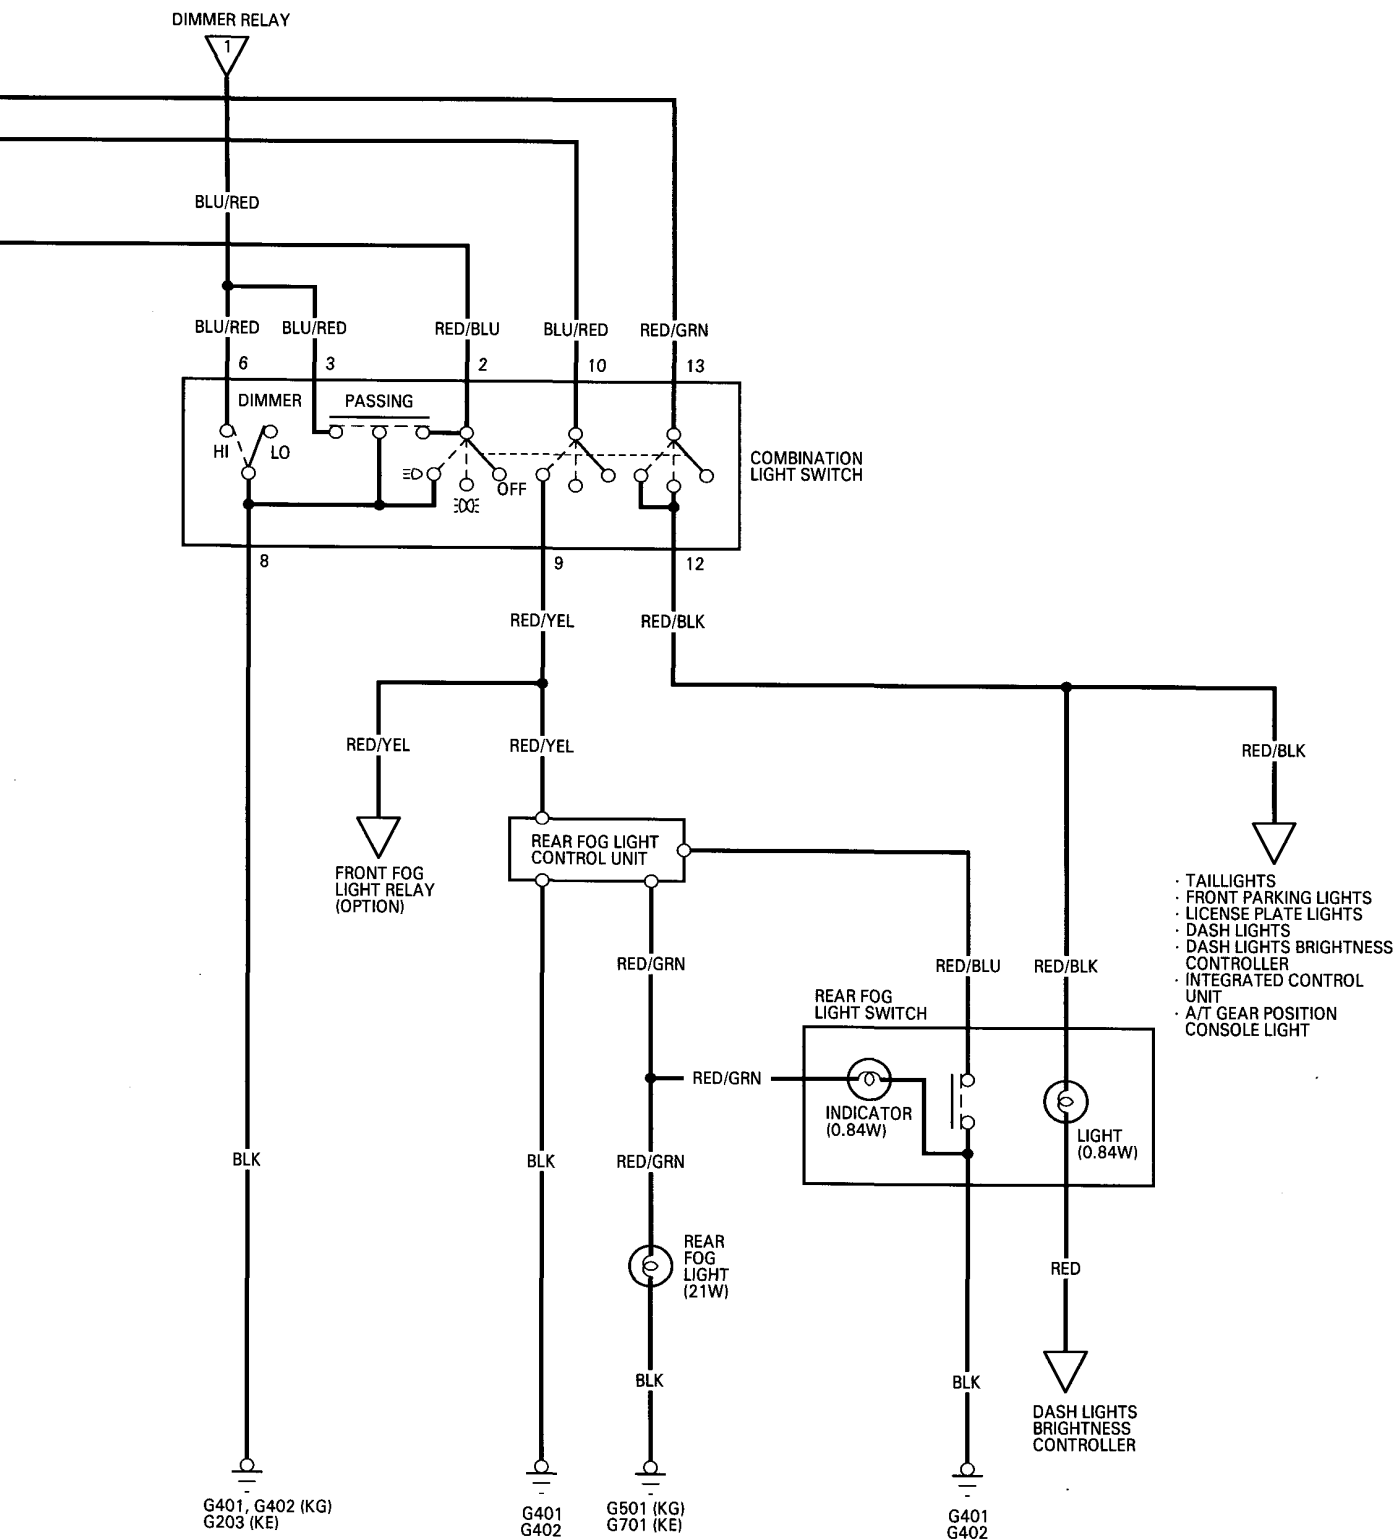 DIMMER RELAY
1
BLU/RED
BLU/RED
BLU/RED
RED/BLU
BLU/RED
RED/GRN
6
3
2
10
13
DIMMER
PASSING
HI
LO
OFF
COMBINATION
LIGHT SWITCH
8
9
12
RED/YEL
RED/BLK
RED/YEL
RED/YEL
RED/BLK
REAR FOG LIGHT
CONTROL UNIT
FRONT FOG
LIGHT RELAY
(OPTION)
· TAILLIGHTS
· FRONT PARKING LIGHTS
· LICENSE PLATE LIGHTS
· DASH LIGHTS
· DASH LIGHTS BRIGHTNESS
CONTROLLER
· INTEGRATED CONTROL
UNIT
· A/T GEAR POSITION
CONSOLE LIGHT
RED/GRN
RED/BLU
RED/BLK
REAR FOG
LIGHT SWITCH
RED/GRN
INDICATOR
(0.84W)
LIGHT
(0.84W)
BLK
BLK
RED/GRN
REAR
FOG
LIGHT
(21W)
RED
BLK
BLK
DASH LIGHTS
BRIGHTNESS
CONTROLLER
G401, G402 (KG)
G203 (KE)
G401
G402
G501 (KG)
G701 (KE)
G401
G402